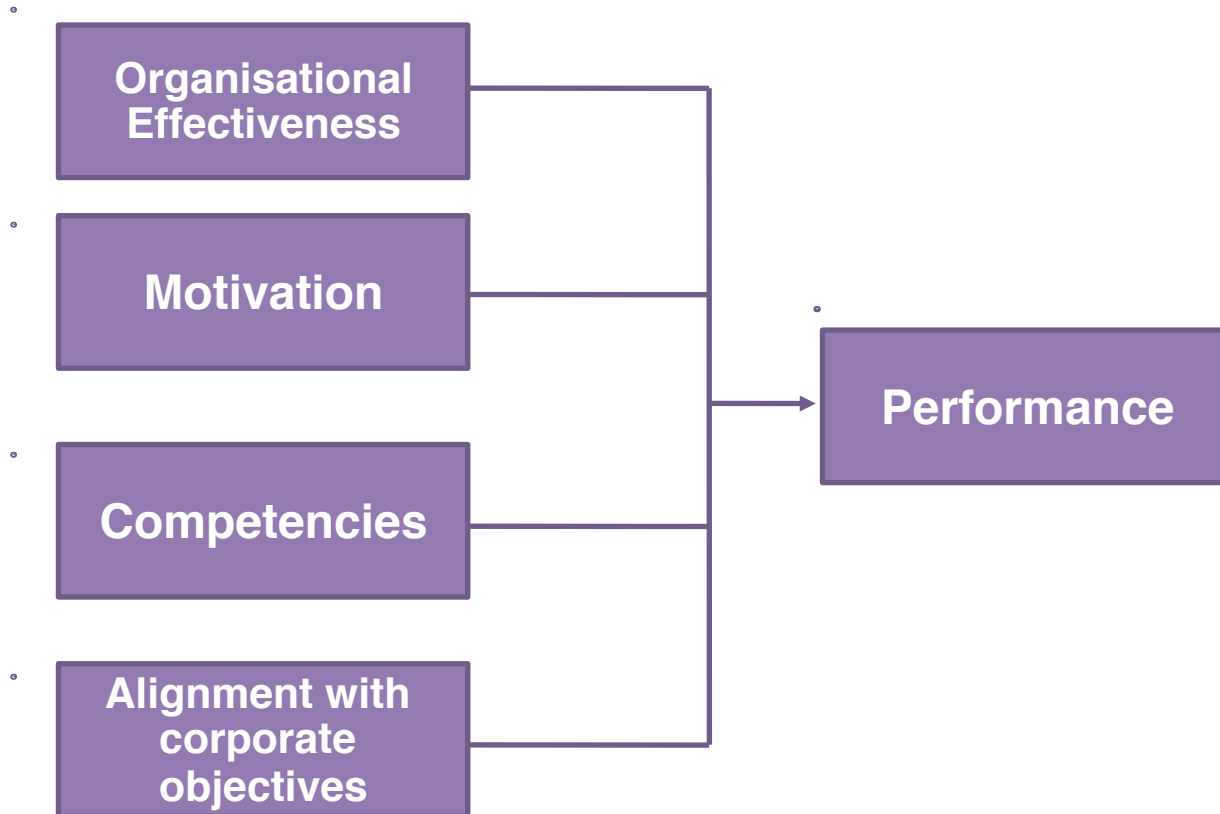 Organisational
Effectiveness
Motivation
Competencies
Alignment with
corporate
objectives
Performance